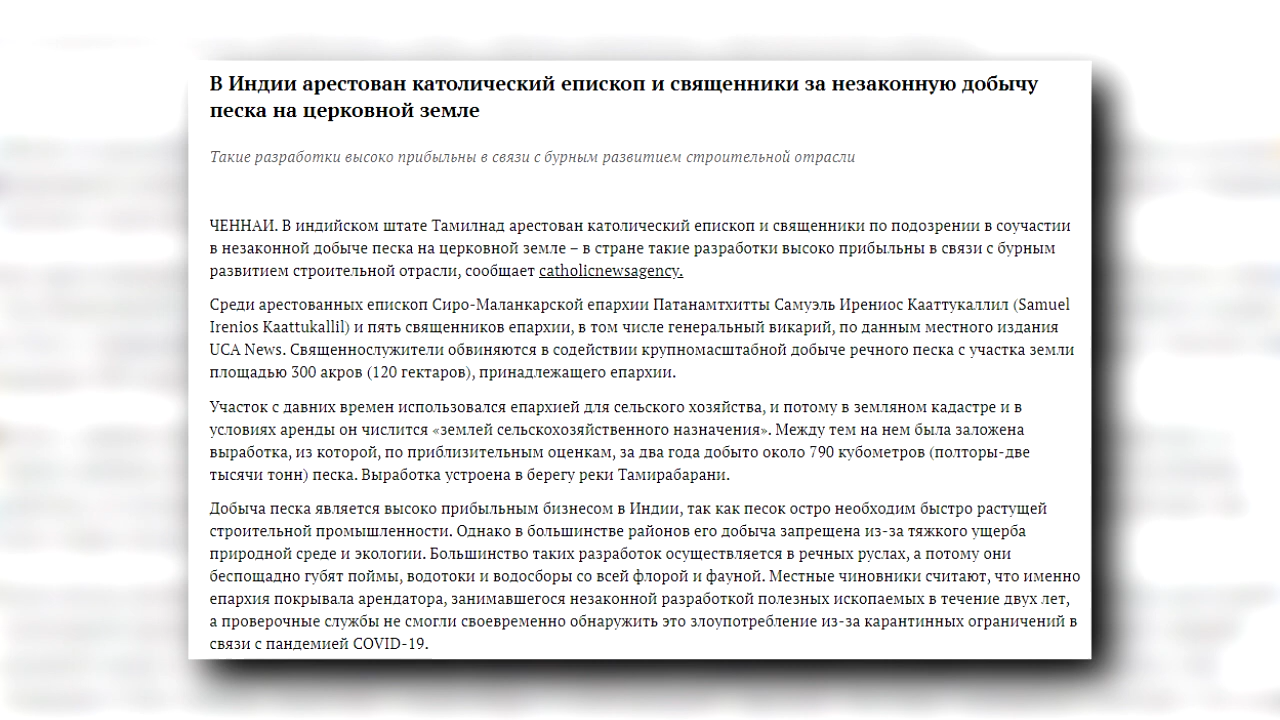 В Индии арестован католический епископ и священники за незаконную добычу
песка на церковной земле
Такие разработки высоко прибыльны в связи с бурным развитием строительной отрасли
ЧЕННАИ. В индийском штате Тамилнад арестован католический епископ и священники по подозрении в соучастии
в незаконной добыче песка на церковной земле – в стране такие разработки высоко прибыльны в связи с бурным
развитием строительной отрасли, сообщает catholicnewsagency.
Среди арестованных епископ Сиро-Маланкарской епархии Патанамтхитты Самуэль Ирениос Кааттукаллил (Samuel
Irenios Kaattukallil) и пять священников епархии, в том числе генеральный викарий, по данным местного издания
UCA News. Священнослужители обвиняются в содействии крупномасштабной добыче речного песка с участка земли
площадью 300 акров (120 гектаров), принадлежащего епархии.
Участок с давних времен использовался епархией для сельского хозяйства, и потому в земляном кадастре и в
условиях аренды он числится «землей сельскохозяйственного назначения». Между тем на нем была заложена
выработка, из которой, по приблизительным оценкам, за два года добыто около 790 кубометров (полторы-две
тысячи тонн) песка. Выработка устроена в берегу реки Тамирабарани.
Добыча песка является высоко прибыльным бизнесом в Индии, так как песок остро необходим быстро растущей
строительной промышленности. Однако в большинстве районов его добыча запрещена из-за тяжкого ущерба
природной среде и экологии. Большинство таких разработок осуществляется в речных руслах, а потому они
беспощадно губят поймы, водотоки и водосборы со всей флорой и фауной. Местные чиновники считают, что именно
епархия покрывала арендатора, занимавшегося незаконной разработкой полезных ископаемых в течение двух лет,
а проверочные службы не смогли своевременно обнаружить это злоупотребление из-за карантинных ограничений в
связи с пандемией COVID-19.